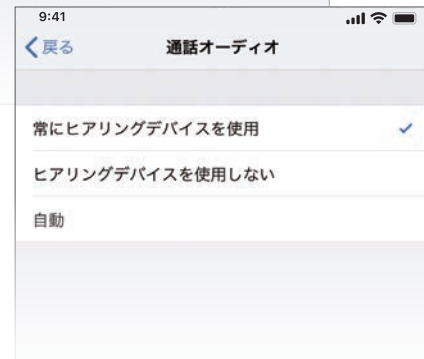 9:41
戻る
通話オーディオ
常にヒアリングデバイスを使用
ヒアリングデバイスを使用しない
自動